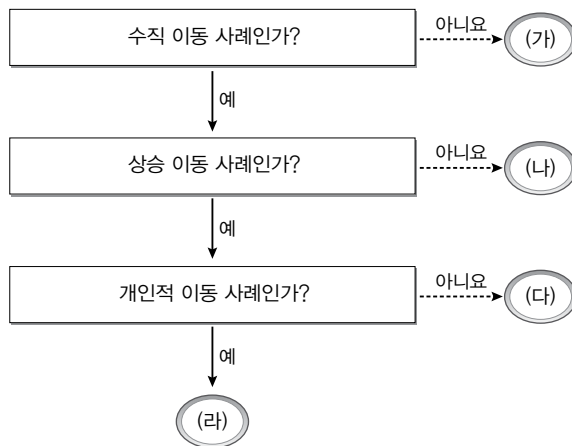 수직 이동 사례인가?
아니요
(가)
예
상승 이동 사례인가?
아니요
(나)
예
개인적 이동 사례인가?
아니요
(다)
예
(라)